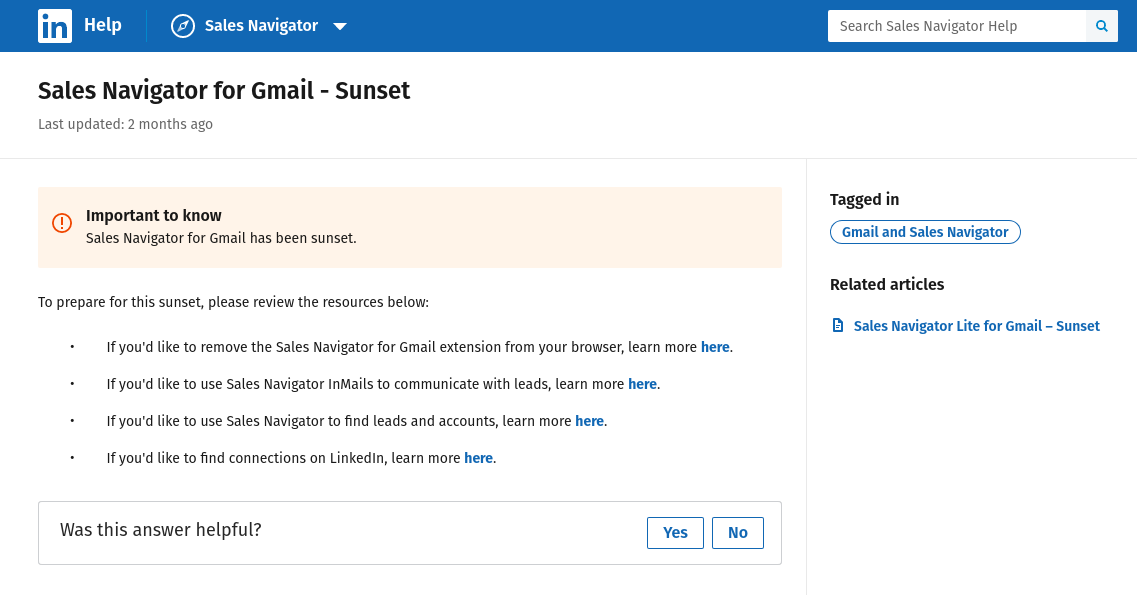 in Help Sales Navigator Search Sales Navigator Help
Sales Navigator for Gmail - Sunset
Last updated: 2 months ago
Important to know
Sales Navigator for Gmail has been sunset.
To prepare for this sunset, please review the resources below:
• If you'd like to remove the Sales Navigator for Gmail extension from your browser, learn more here.
• If you'd like to use Sales Navigator InMails to communicate with leads, learn more here.
• If you'd like to use Sales Navigator to find leads and accounts, learn more here.
• If you'd like to find connections on LinkedIn, learn more here.
Was this answer helpful? Yes No
Tagged in
Gmail and Sales Navigator
Related articles
Sales Navigator Lite for Gmail – Sunset